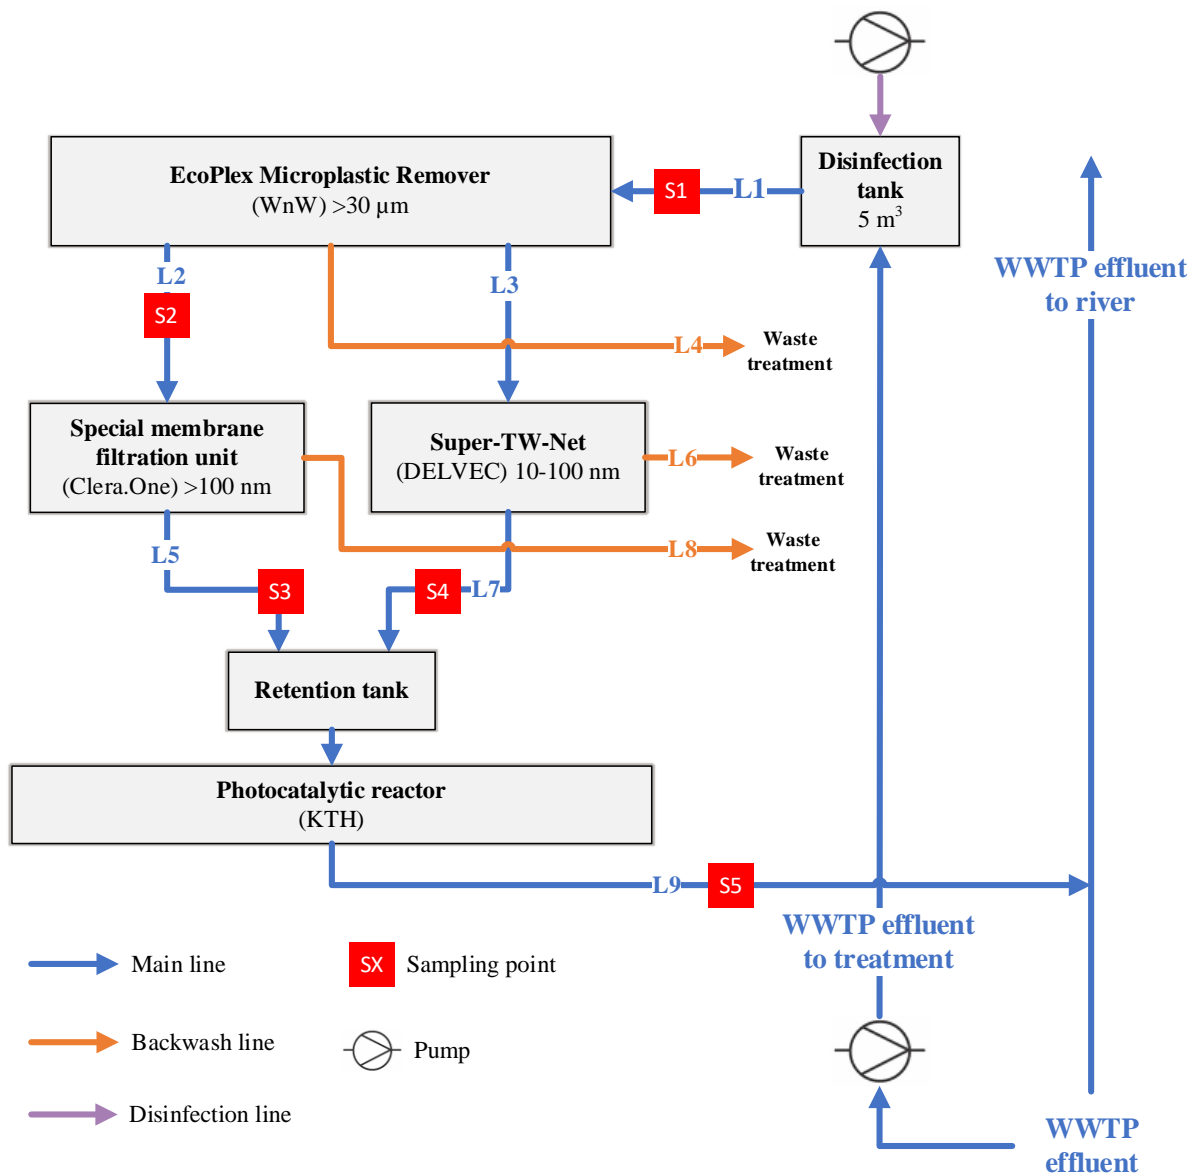 Disinfection
tank
5 m³
EcoPlex Microplastic Remover
(WnW) >30 µm
S1
L1
WWTP effluent
to river
L2
L3
S2
L4
Waste
treatment
Special membrane
filtration unit
(Clera.One) >100 nm
Super-TW-Net
(DELVEC) 10-100 nm
L6
Waste
treatment
L5
L8
Waste
treatment
S3
S4
L7
Retention tank
Photocatalytic reactor
(KTH)
L9
S5
WWTP effluent
to treatment
Main line
SX
Sampling point
Backwash line
Pump
Disinfection line
WWTP
effluent